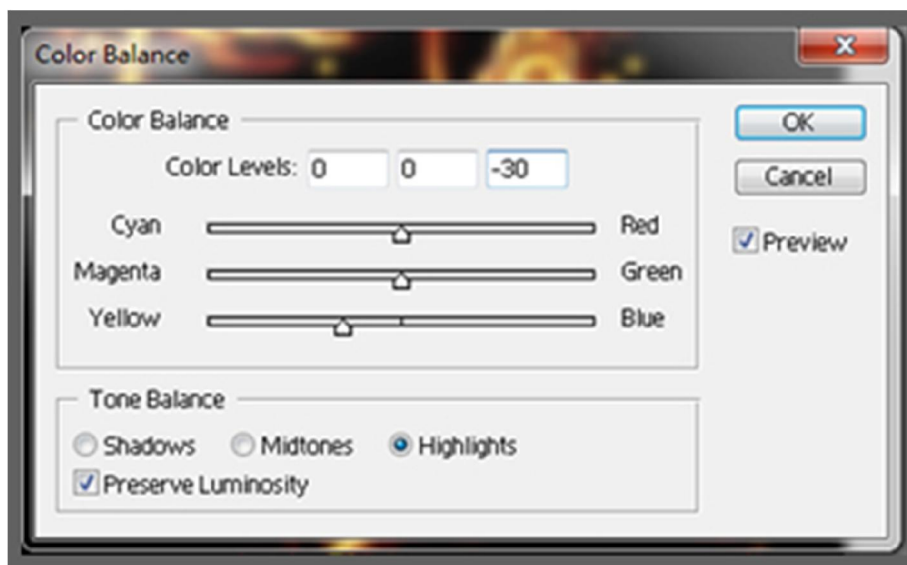 Color Balance
Color Balance
Color Levels: 0 0 -30
Cyan Red
Magenta Green
Yellow Blue
OK
Cancel
Preview
Tone Balance
Shadows Midtones Highlights
Preserve Luminosity